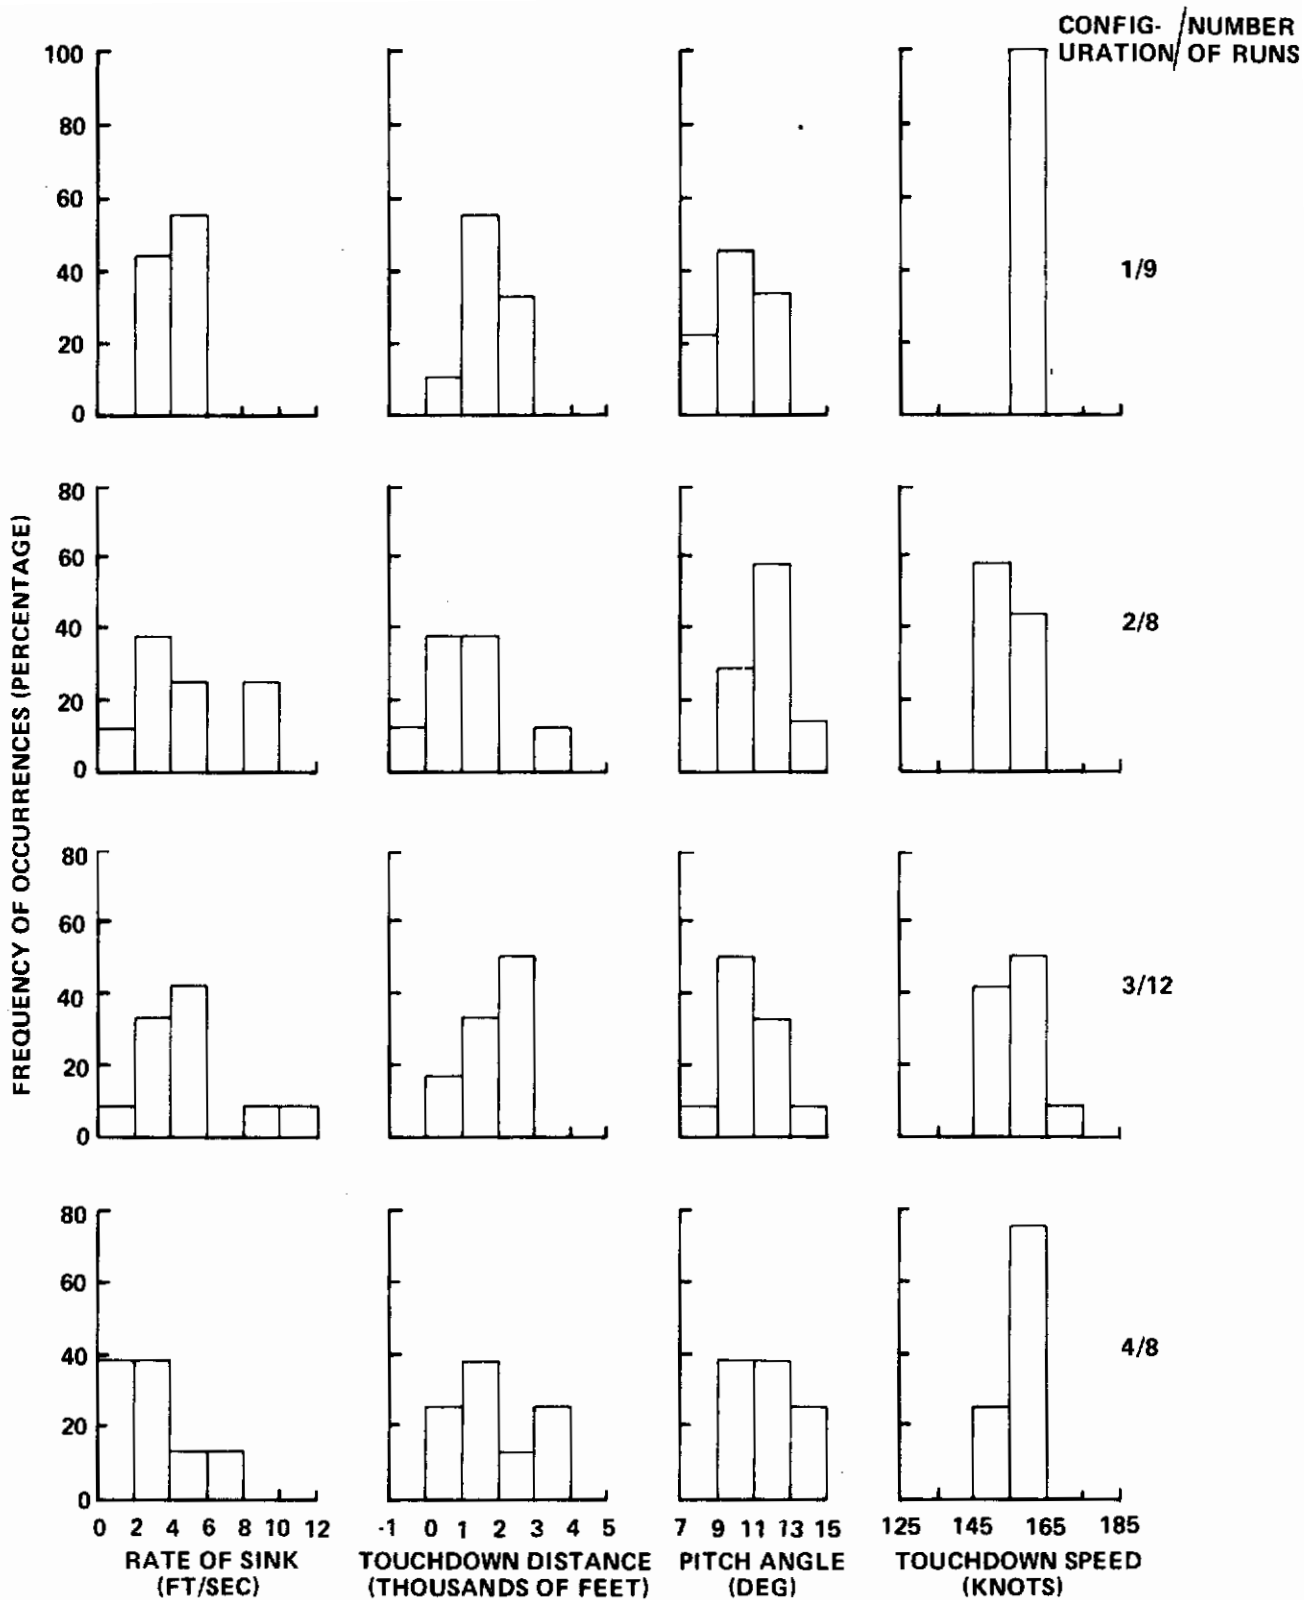 CONFIG- / NUMBER
URATION / OF RUNS
100
80
60
40
20
0
1/9
80
60
40
20
0
2/8
80
60
40
20
0
3/12
80
60
40
20
0
4/8
FREQUENCY OF OCCURRENCES (PERCENTAGE)
0 2 4 6 8 10 12
-1 0 1 2 3 4 5
7 9 11 13 15
125 145 165 185
RATE OF SINK
(FT/SEC)
TOUCHDOWN DISTANCE
(THOUSANDS OF FEET)
PITCH ANGLE
(DEG)
TOUCHDOWN SPEED
(KNOTS)